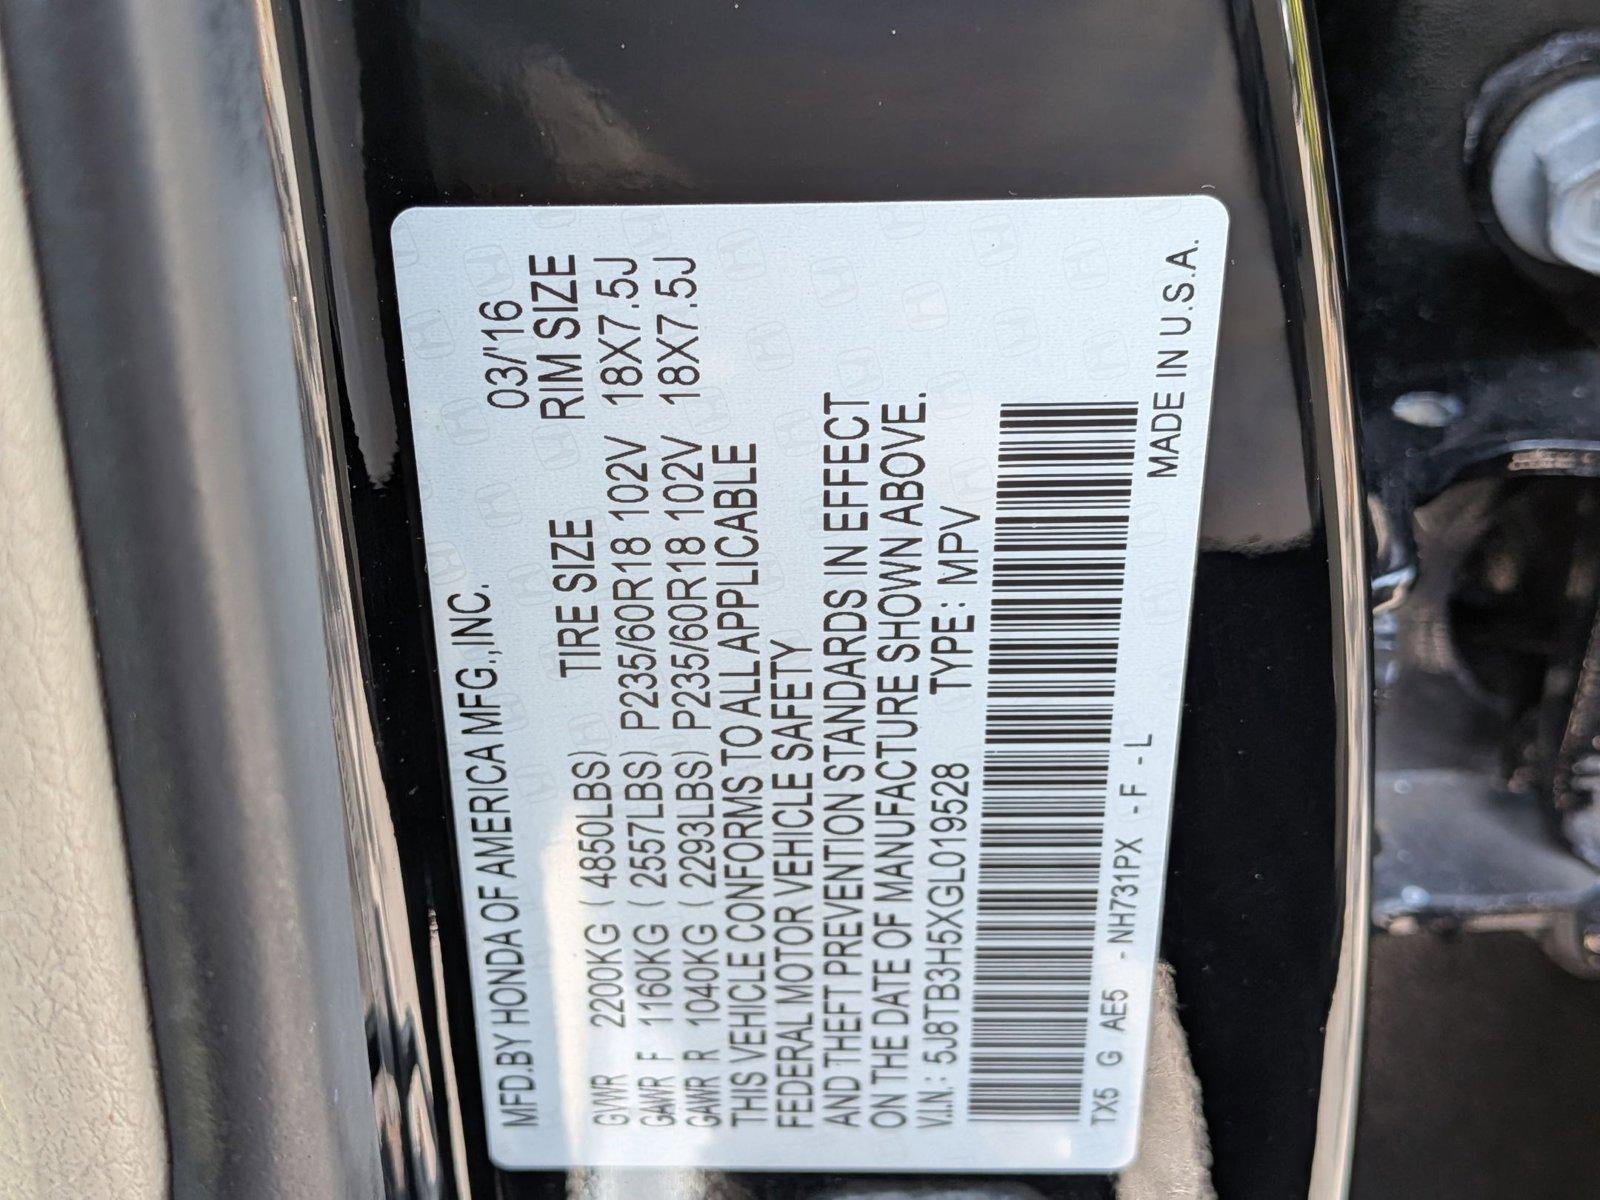 MFD.BY HONDA OF AMERICA MFG.,INC. 03/'16
TIRE SIZE RIM SIZE
GVWR 2200KG ( 4850LBS)
GAWR F 1160KG ( 2557LBS) P235/60R18 102V 18X7.5J
GAWR R 1040KG ( 2293LBS) P235/60R18 102V 18X7.5J
THIS VEHICLE CONFORMS TO ALL APPLICABLE
FEDERAL MOTOR VEHICLE SAFETY
AND THEFT PREVENTION STANDARDS IN EFFECT
ON THE DATE OF MANUFACTURE SHOWN ABOVE.
V.I.N.: 5J8TB3H5XGL019528 TYPE: MPV
TX5 G AE5 - NH731PX - F - L
MADE IN U.S.A.